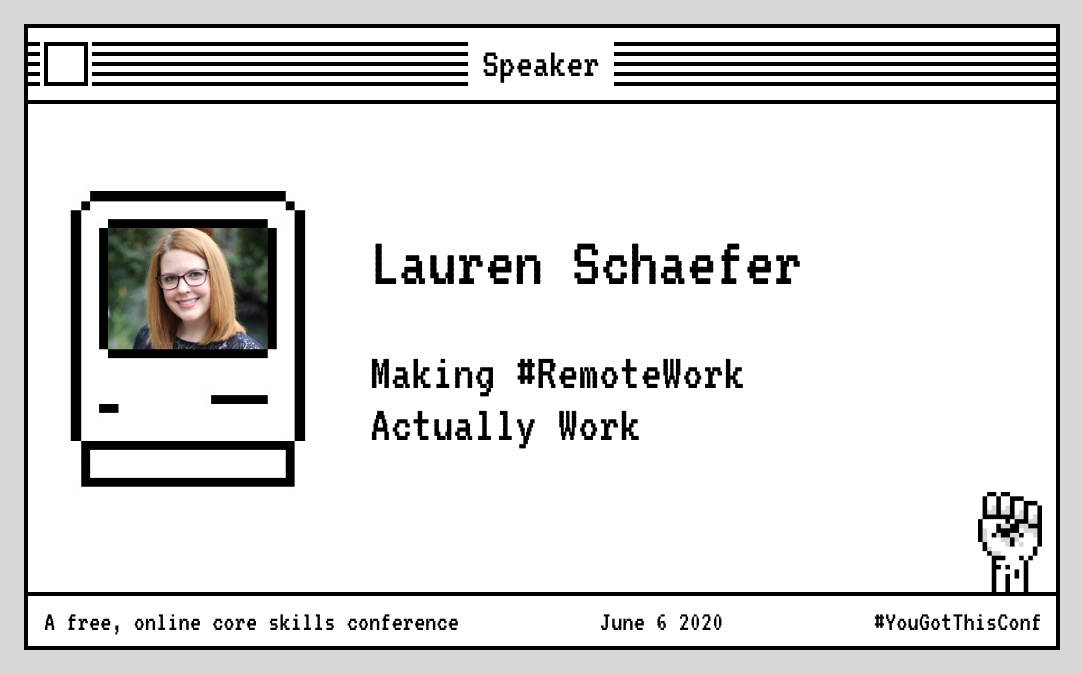 Speaker
Lauren Schaefer
Making #RemoteWork
Actually Work
A free, online core skills conference
June 6 2020
#YouGotThisConf